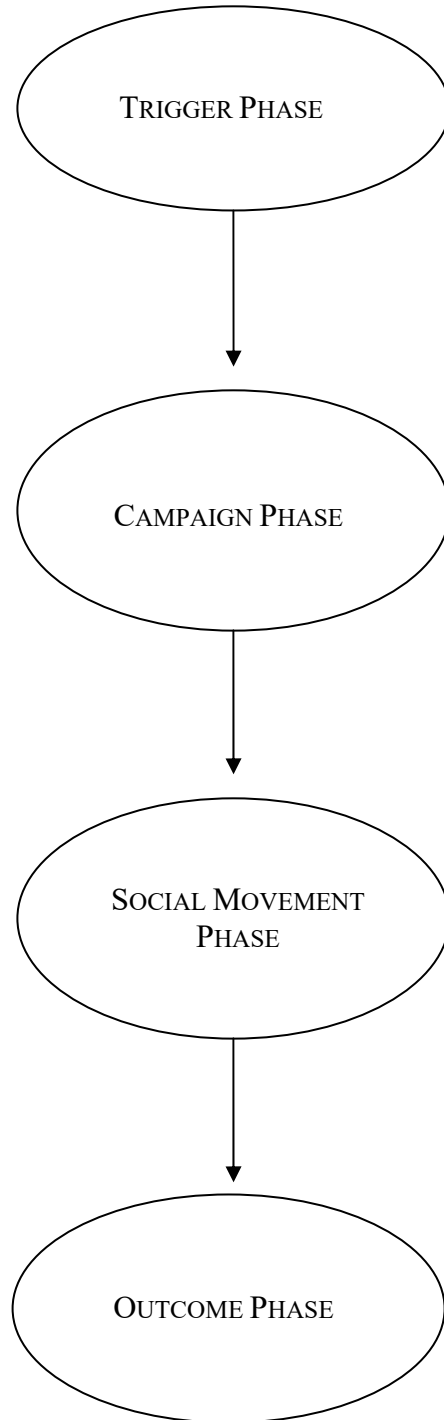 TRIGGER PHASE
CAMPAIGN PHASE
SOCIAL MOVEMENT
PHASE
OUTCOME PHASE